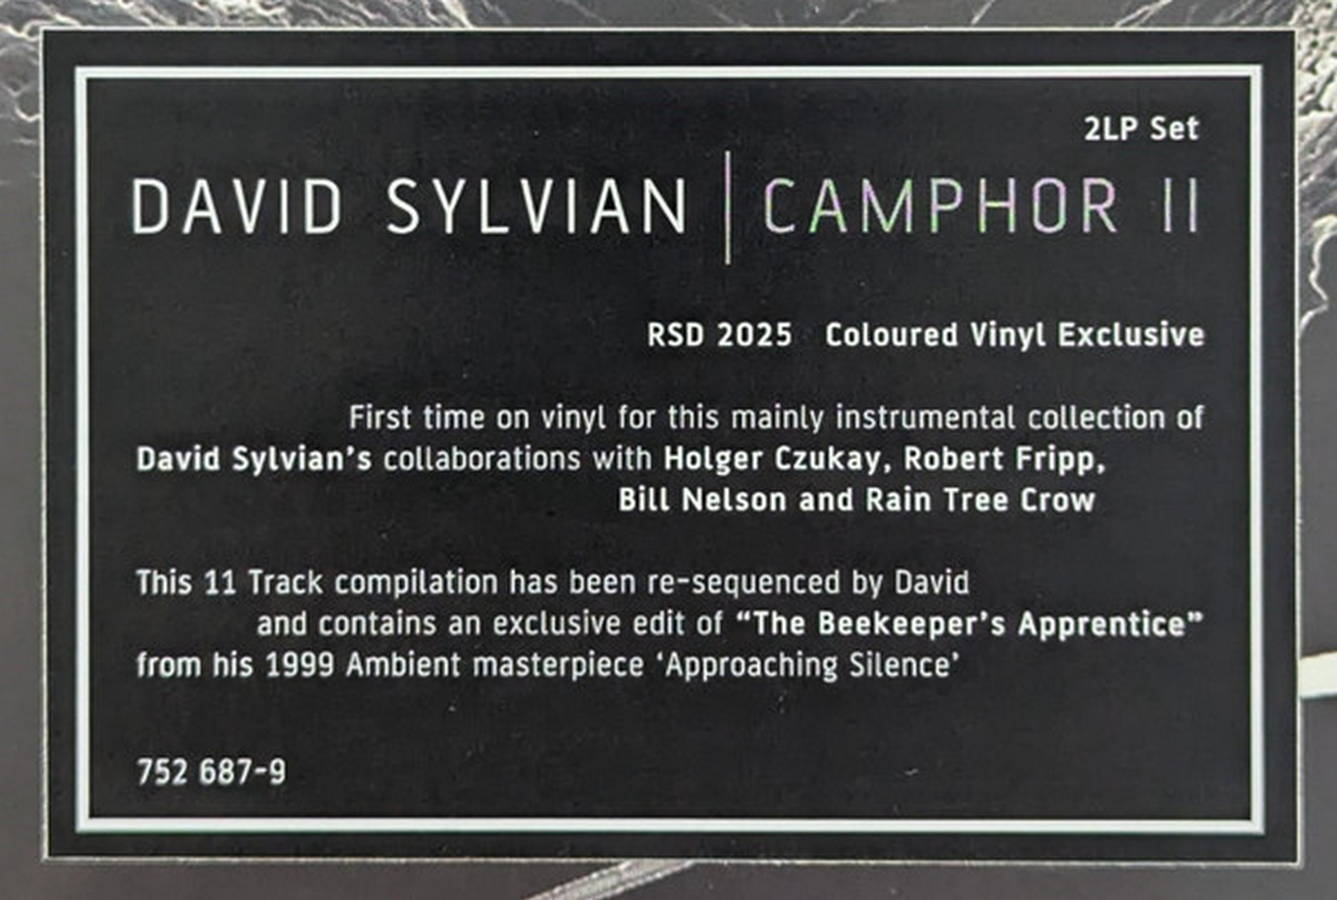 2LP Set
DAVID SYLVIAN | CAMPHOR II
RSD 2025 Coloured Vinyl Exclusive
First time on vinyl for this mainly instrumental collection of
David Sylvian's collaborations with Holger Czukay, Robert Fripp,
Bill Nelson and Rain Tree Crow
This 11 Track compilation has been re-sequenced by David
and contains an exclusive edit of “The Beekeeper's Apprentice”
from his 1999 Ambient masterpiece ‘Approaching Silence’
752 687-9